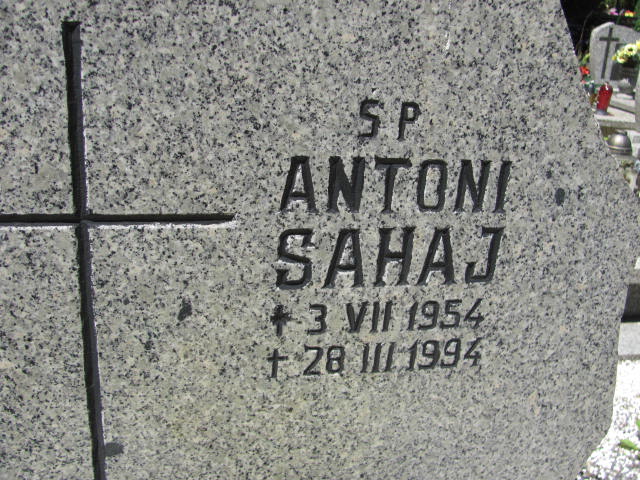 SP
ANTONI
SAHAJ
* 3 VII 1954
† 28 III 1994